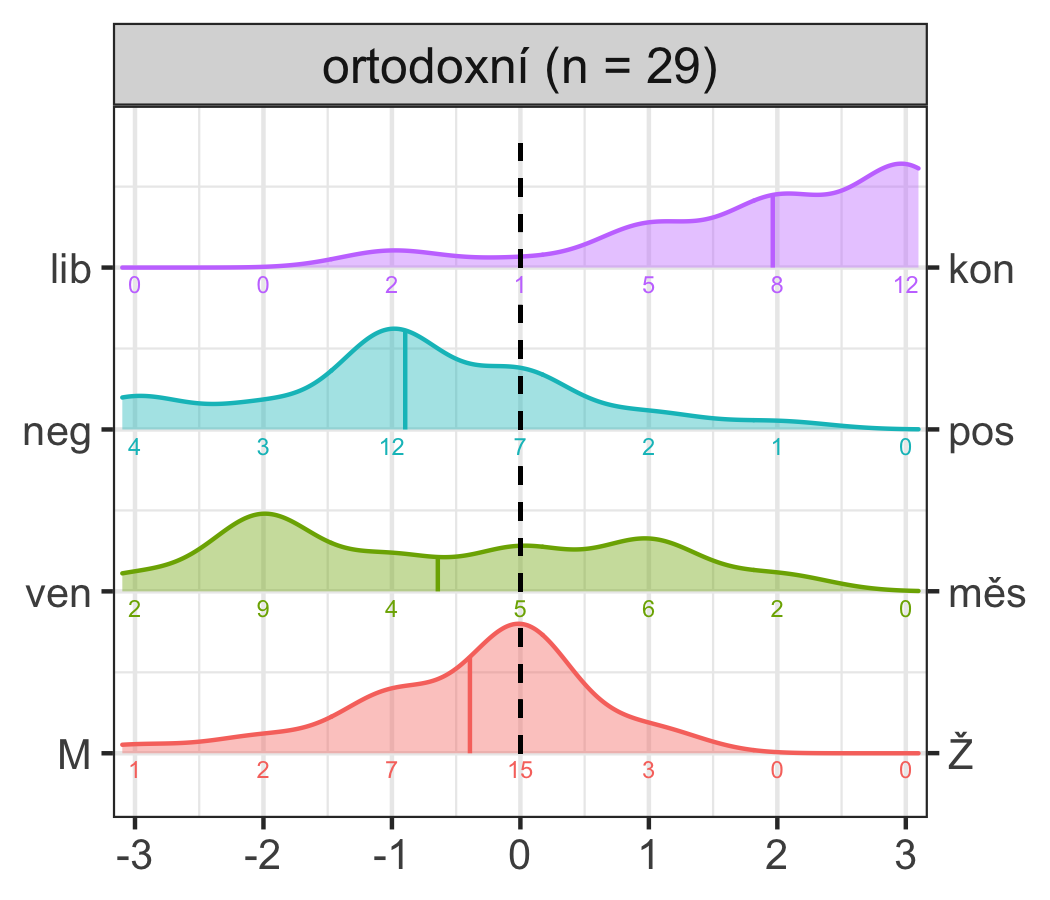 ortodoxní (n = 29)
lib kon
0 0 2 1 5 8 12
neg pos
4 3 12 7 2 1 0
ven měs
2 9 4 5 6 2 0
M Ž
1 2 7 15 3 0 0
-3 -2 -1 0 1 2 3